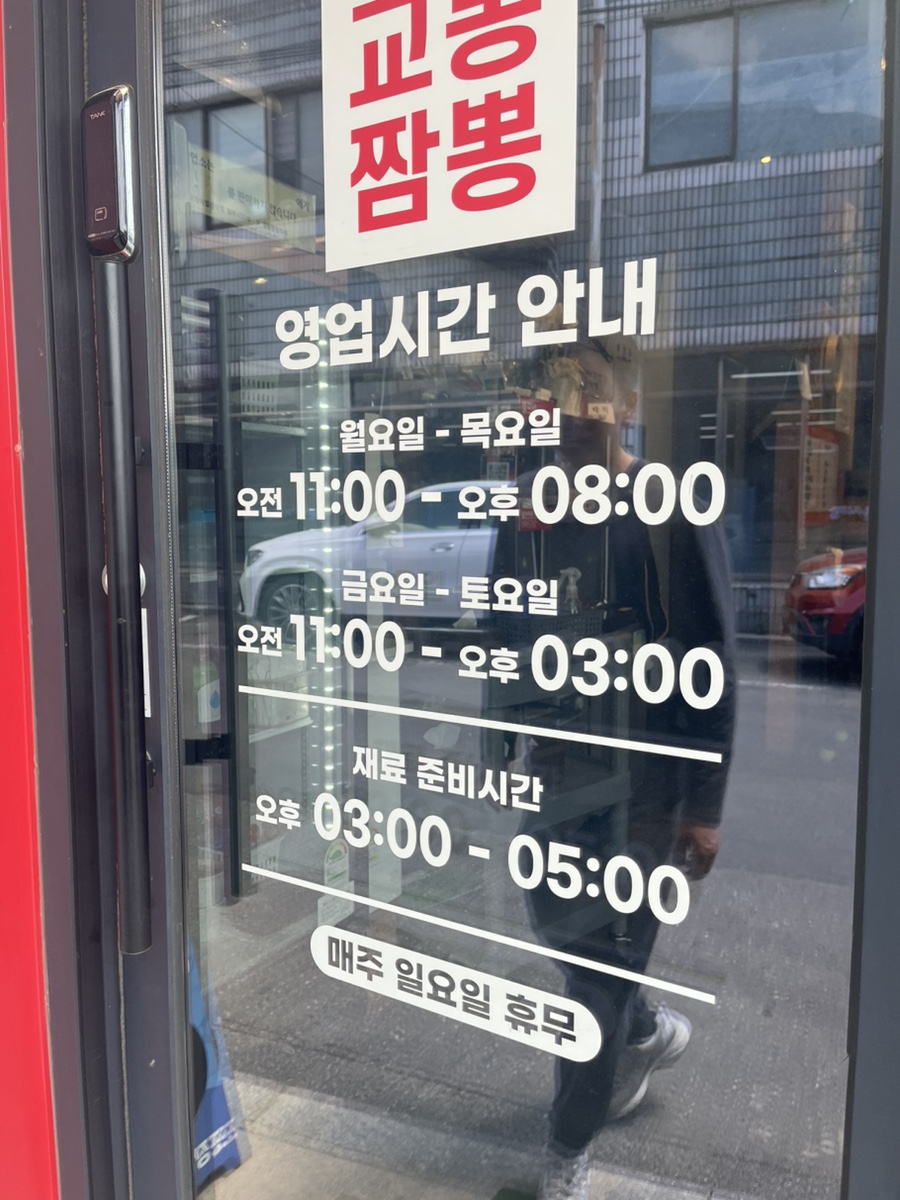 교뽕
짬뽕
TANK
영업시간 안내
월요일 - 목요일
오전 11:00 - 오후 08:00
금요일 - 토요일
오전 11:00 - 오후 03:00
재료 준비시간
오후 03:00 - 05:00
매주 일요일 휴무